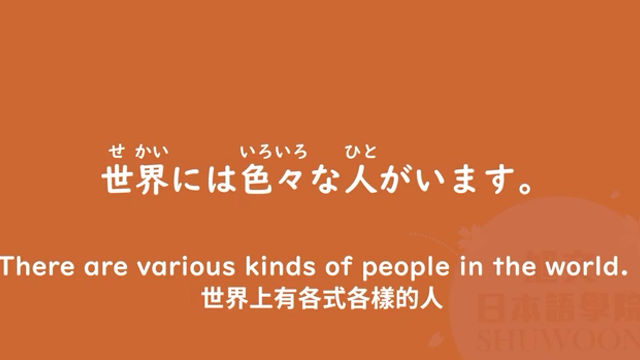 せ かい いろいろ ひと
世界には色々な人がいます。
There are various kinds of people in the world.
世界上有各式各樣的人
日本語學院
SHUWOON